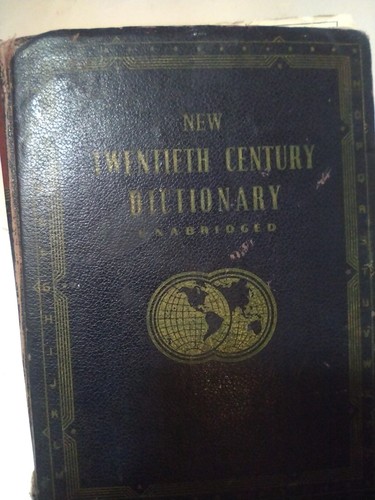 NEW
TWENTIETH CENTURY
DICTIONARY
UNABRIDGED